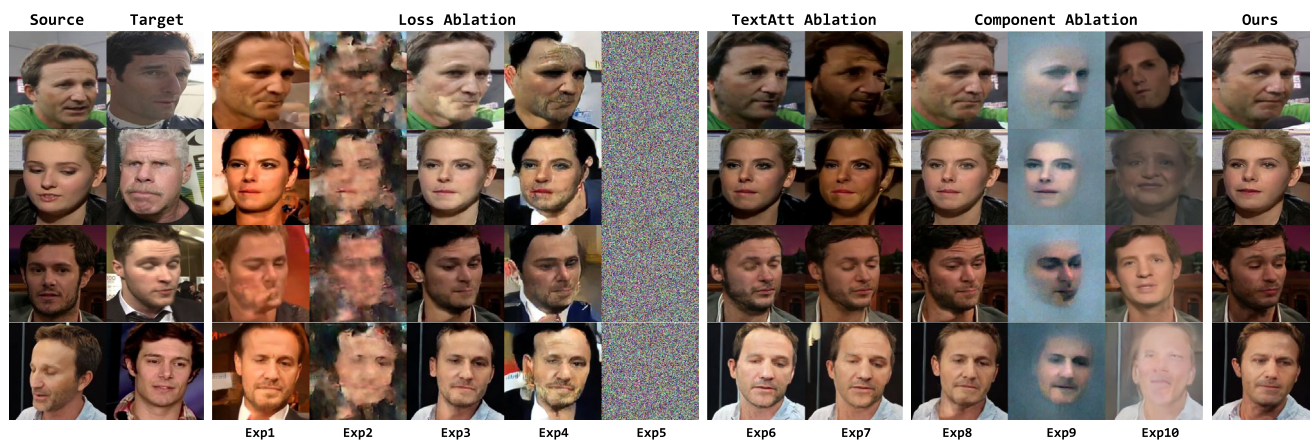 Source Target Loss Ablation TextAtt Ablation Component Ablation Ours
Exp1 Exp2 Exp3 Exp4 Exp5 Exp6 Exp7 Exp8 Exp9 Exp10